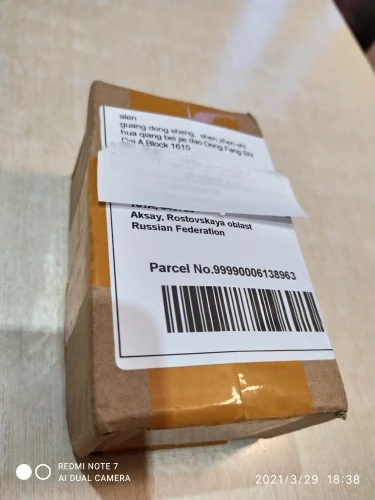 alen
guang dong sheng, shen zhen shi
hua qiang bei jie dao Dong Fang Shi
Dai A Block 1615
Aksay, Rostovskaya oblast
Russian Federation
Parcel No.99990006138963
REDMI NOTE 7
AI DUAL CAMERA
2021/3/29 18:38